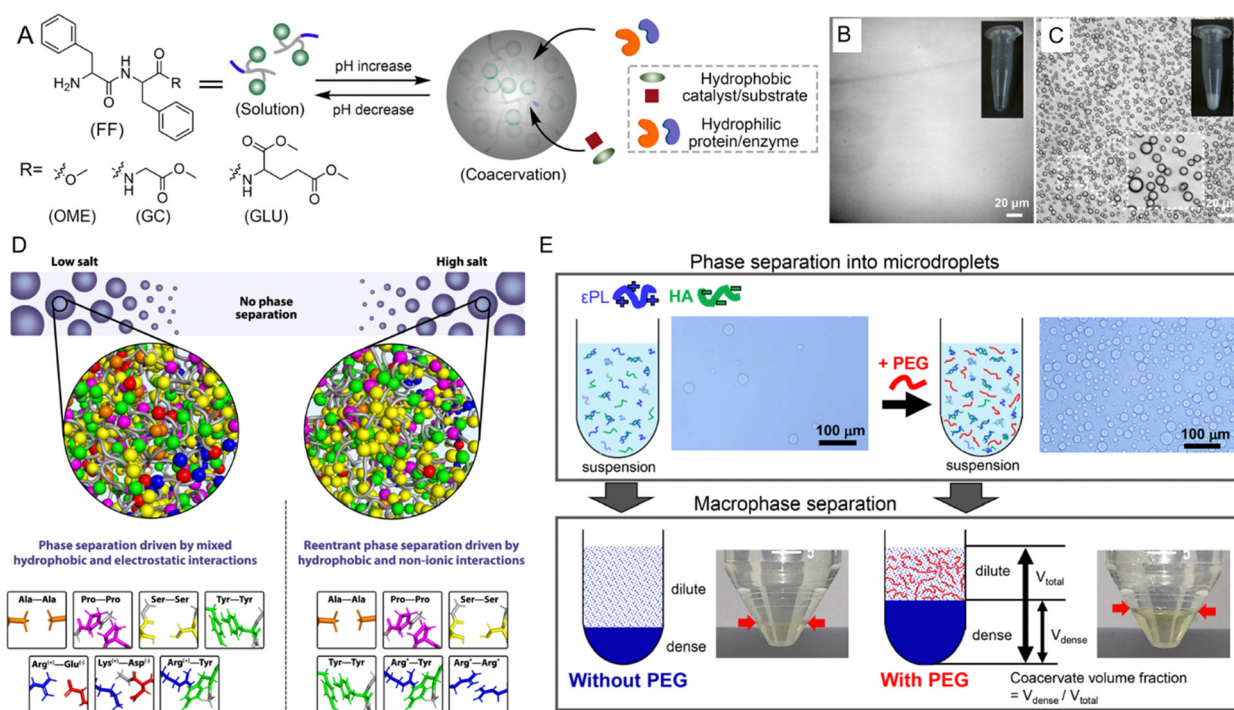 A
O
H
N
R
H2N
O
(FF)
=
(Solution)
pH increase
pH decrease
(Coacervation)
Hydrophobic
catalyst/substrate
Hydrophilic
protein/enzyme
R=
O
(OME)
N
H
O
O
(GC)
O
O
N
H
O
O
(GLU)
B
20 μm
C
20 μm
D
Low salt
High salt
No phase
separation
Phase separation driven by mixed
hydrophobic and electrostatic interactions
Reentrant phase separation driven by
hydrophobic and non-ionic interactions
Ala—Ala
Pro—Pro
Ser—Ser
Tyr—Tyr
Arg(+)—Glu(-)
Lys(+)—Asp(-)
Arg(+)—Tyr
Ala—Ala
Pro—Pro
Ser—Ser
Tyr—Tyr
Arg*—Tyr
Arg*—Arg*
E
Phase separation into microdroplets
εPL
HA
suspension
100 μm
+ PEG
suspension
100 μm
Macrophase separation
dilute
dense
Without PEG
dilute
dense
Vtotal
Vdense
With PEG
Coacervate volume fraction
= Vdense / Vtotal